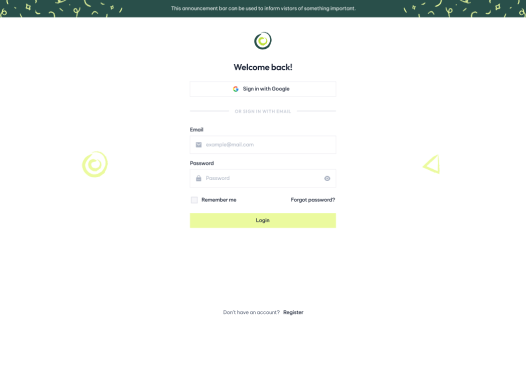 This announcement bar can be used to inform vistors of something important.
Welcome back!
Sign in with Google
OR SIGN IN WITH EMAIL
Email
example@mail.com
Password
Password
Remember me
Forgot password?
Login
Don't have an account? Register